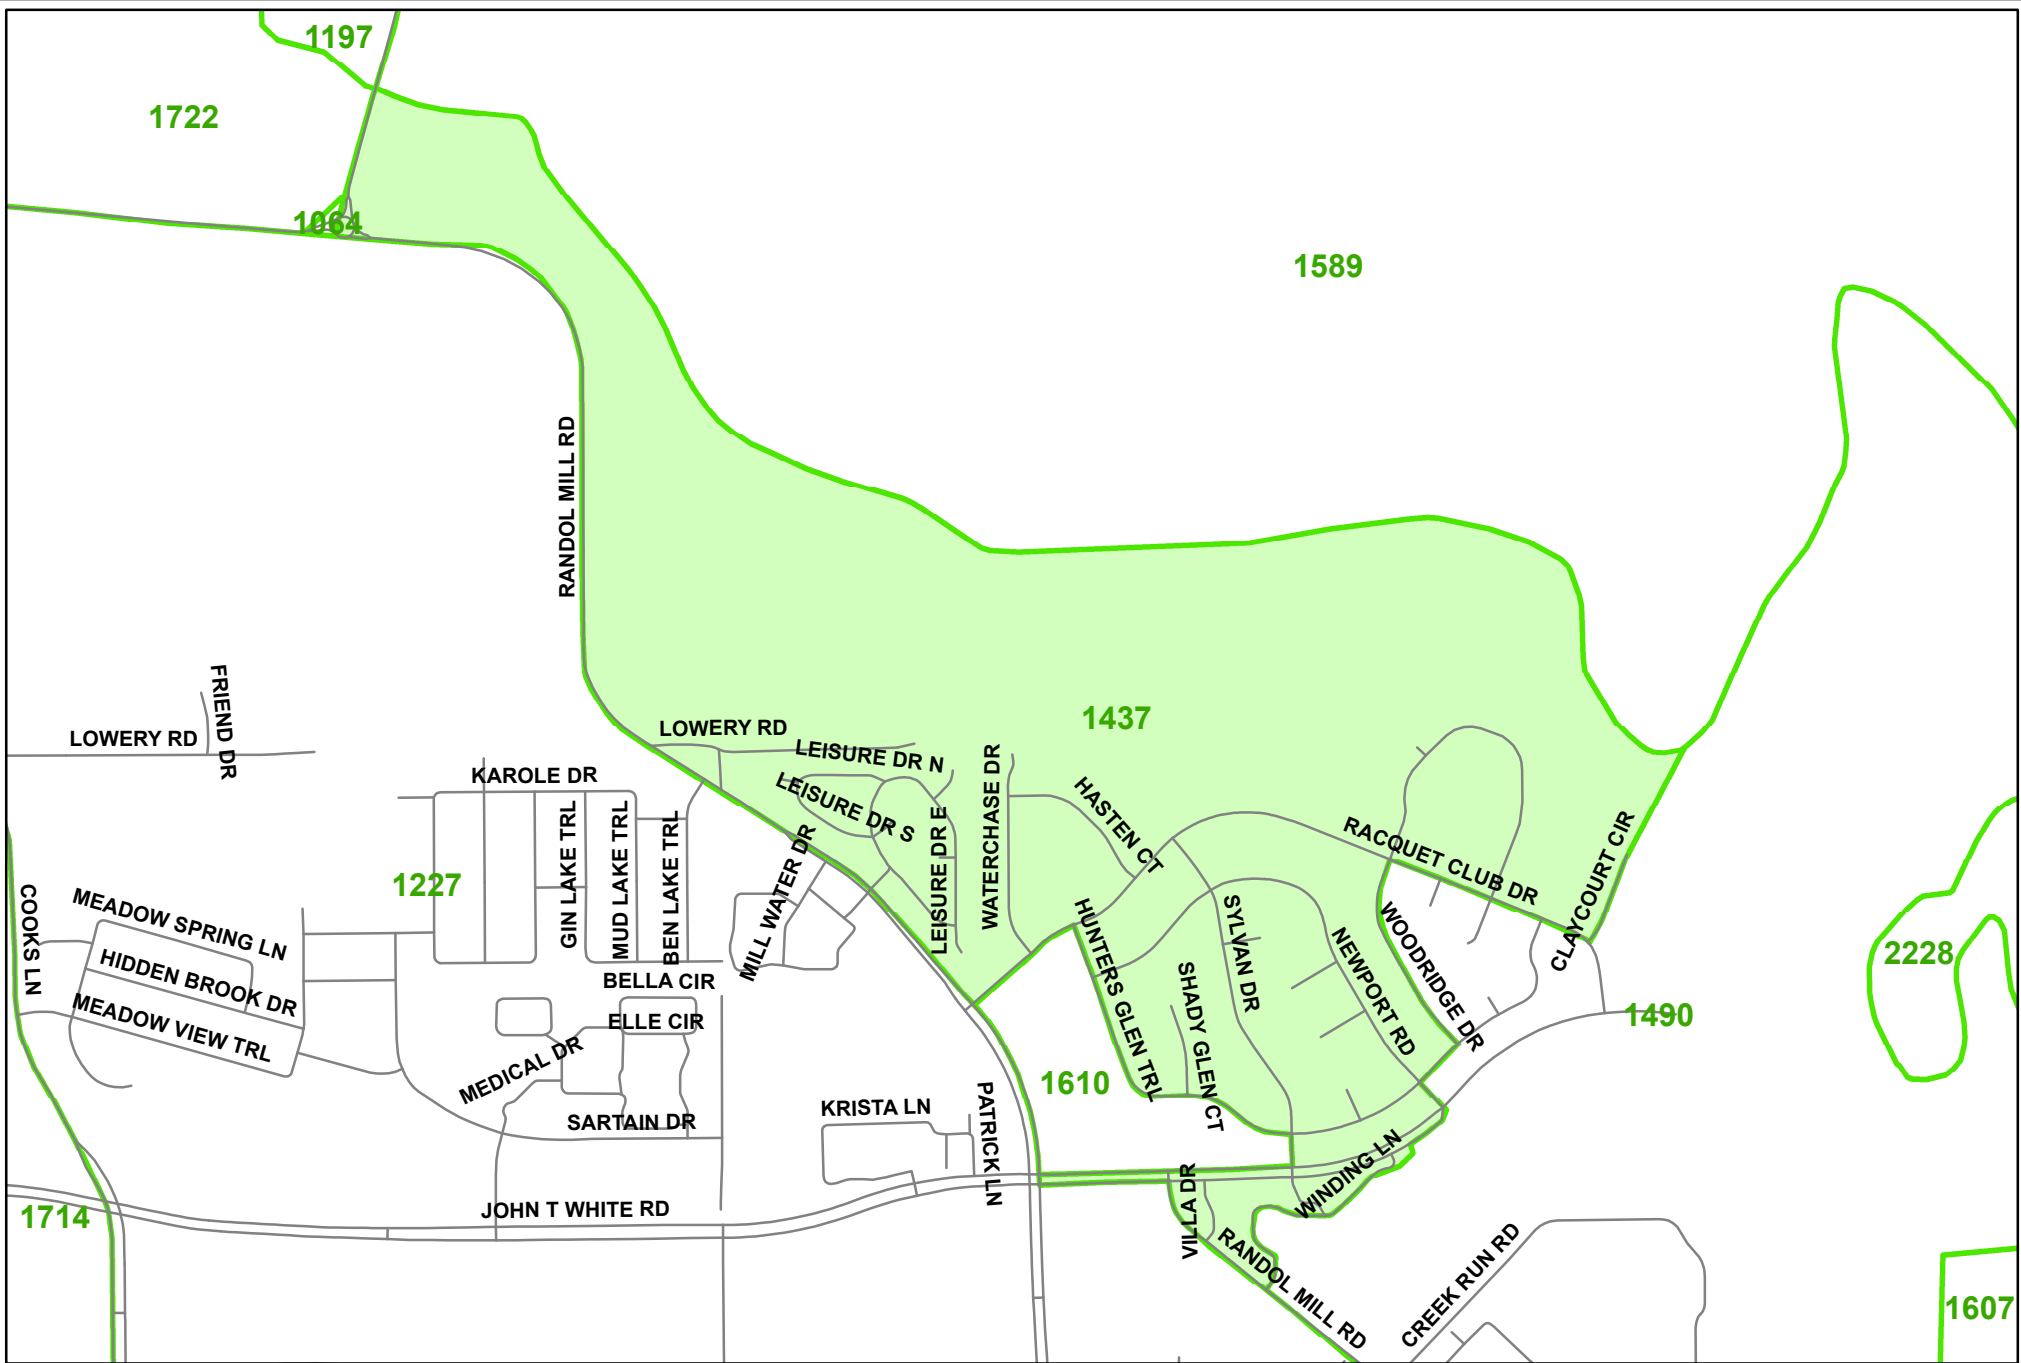 1197
1722
1064
1589
RANDOL MILL RD
FRIEND DR
LOWERY RD
LOWERY RD
1437
LEISURE DR N
LEISURE DR S
LEISURE DR E
WATERCHASE DR
HASTEN CT
KAROLE DR
GIN LAKE TRL
MUD LAKE TRL
BEN LAKE TRL
MILL WATER DR
RACQUET CLUB DR
CLAYCOURT CIR
1227
COOKS LN
MEADOW SPRING LN
HIDDEN BROOK DR
MEADOW VIEW TRL
BELLA CIR
ELLE CIR
MEDICAL DR
SARTAIN DR
KRISTA LN
PATRICK LN
HUNTERS GLEN TRL
SYLVAN DR
SHADY GLEN CT
NEWPORT RD
WOODRIDGE DR
2228
1490
1610
JOHN T WHITE RD
1714
VILLA DR
WINDING LN
RANDOL MILL RD
CREEK RUN RD
1607